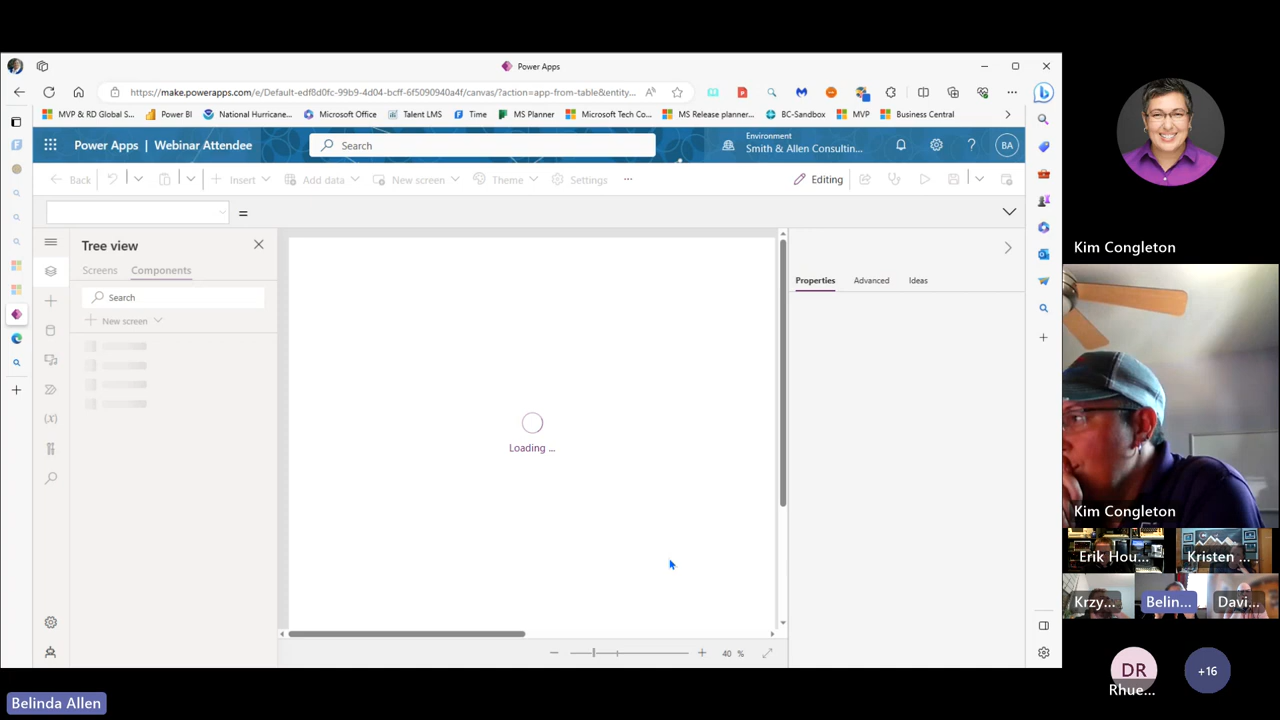 Power Apps
https://make.powerapps.com/e/Default-edf8d0fc-99b9-4d04-bcff-6f5090940a4f/canvas/?action=app-from-table&entity...
MVP & RD Global S...
Power BI
National Hurricane...
Microsoft Office
Talent LMS
Time
MS Planner
Microsoft Tech Co...
MS Release planner...
BC-Sandbox
MVP
Business Central
Power Apps | Webinar Attendee
Search
Environment
Smith & Allen Consultin...
BA
Back
Insert
Add data
New screen
Theme
Settings
Editing
=
Tree view
Screens
Components
Search
New screen
Loading ...
Properties
Advanced
Ideas
40 %
Kim Congleton
Kim Congleton
Erik Hou...
Kristen ...
Krzy...
Belin...
Davi...
DR
Rhue...
+16
Belinda Allen